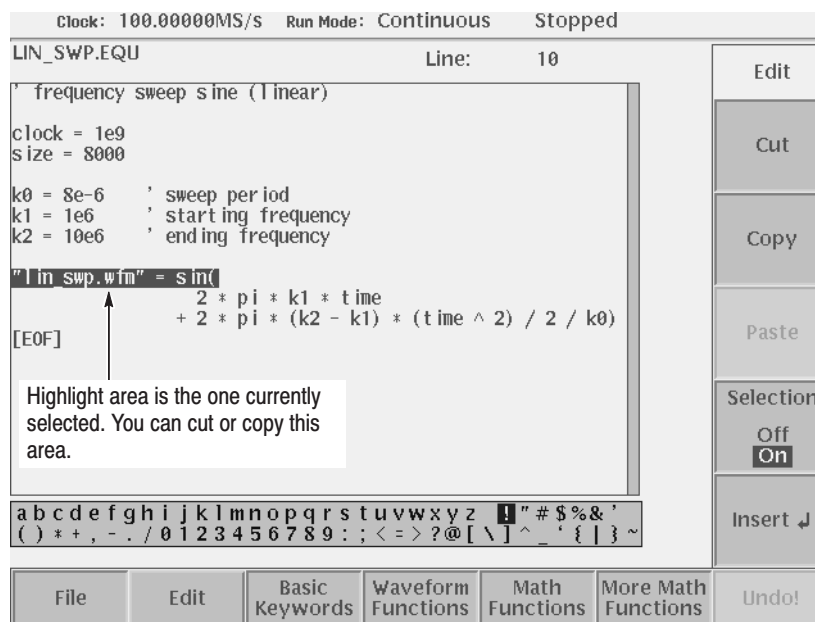 Clock: 100.00000MS/s Run Mode: Continuous Stopped
LIN_SWP.EQU Line: 10
' frequency sweep sine (linear)
clock = 1e9
size = 8000
k0 = 8e-6 ' sweep period
k1 = 1e6 ' starting frequency
k2 = 10e6 ' ending frequency
"lin_swp.wfm" = sin(
2 * pi * k1 * time
+ 2 * pi * (k2 - k1) * (time ^ 2) / 2 / k0)
[EOF]
Highlight area is the one currently
selected. You can cut or copy this
area.
a b c d e f g h i j k l m n o p q r s t u v w x y z ! " # $ % & '
( ) * + , - . / 0 1 2 3 4 5 6 7 8 9 : ; < = > ? @ [ \ ] ^ _ ` { | } ~
Edit
Cut
Copy
Paste
Selection
Off
On
Insert ↲
File
Edit
Basic
Keywords
Waveform
Functions
Math
Functions
More Math
Functions
Undo!